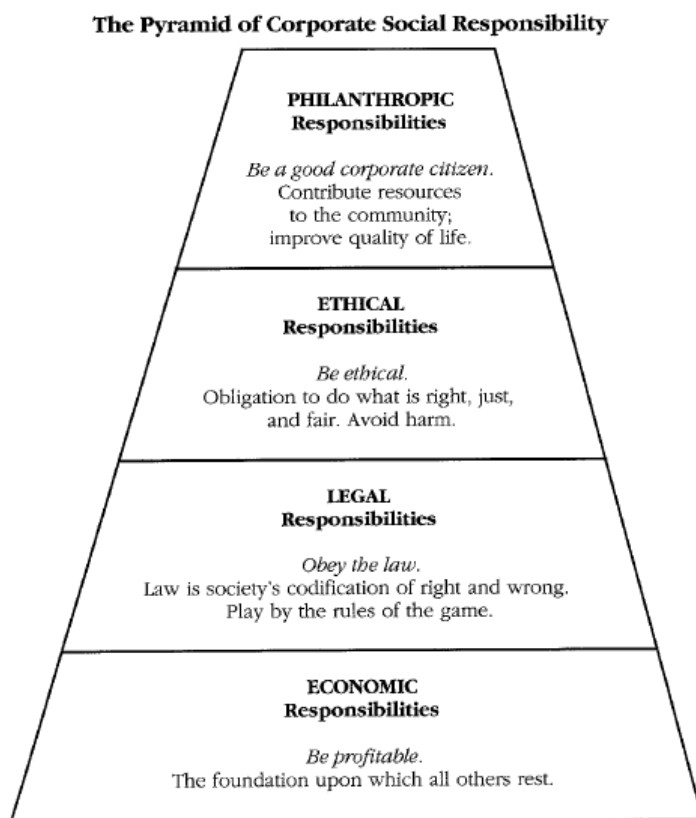 The Pyramid of Corporate Social Responsibility
PHILANTHROPIC
Responsibilities
Be a good corporate citizen.
Contribute resources
to the community;
improve quality of life.
ETHICAL
Responsibilities
Be ethical.
Obligation to do what is right, just,
and fair. Avoid harm.
LEGAL
Responsibilities
Obey the law.
Law is society's codification of right and wrong.
Play by the rules of the game.
ECONOMIC
Responsibilities
Be profitable.
The foundation upon which all others rest.